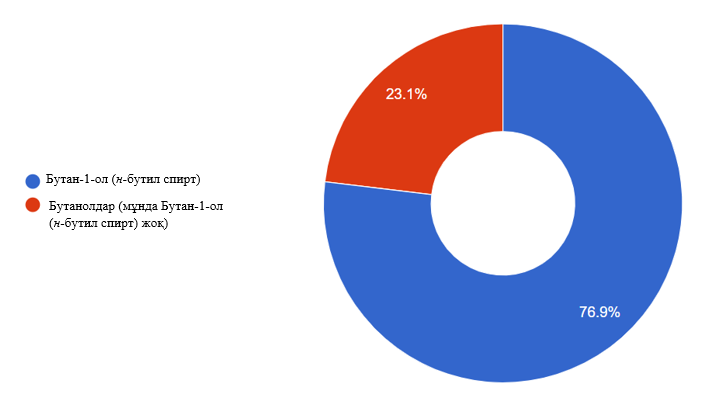 23.1%
Бутан-1-ол (н-бутил спирт)
Бутанолдар (мұнда Бутан-1-ол
(н-бутил спирт) жоқ)
76.9%